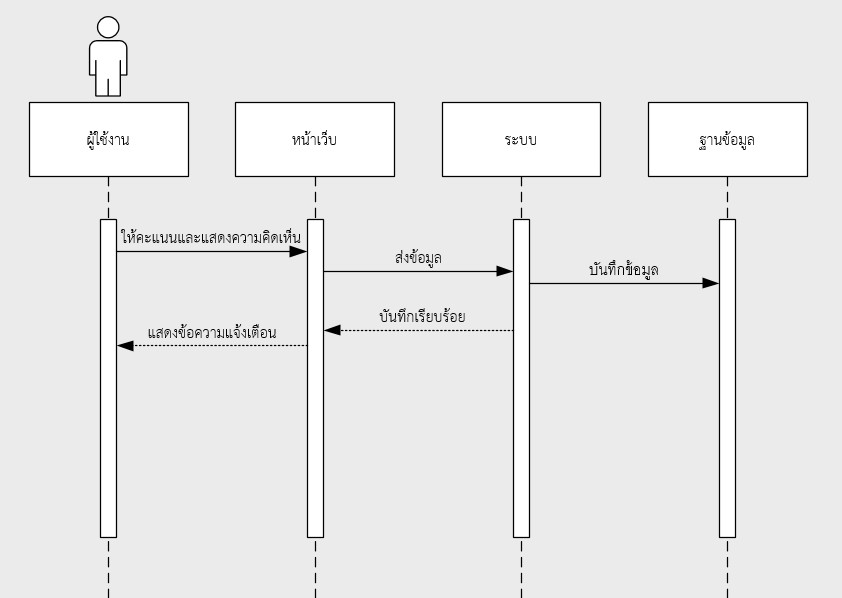 ผู้ใช้งาน
หน้าเว็บ
ระบบ
ฐานข้อมูล
ให้คะแนนและแสดงความคิดเห็น
ส่งข้อมูล
บันทึกข้อมูล
บันทึกเรียบร้อย
แสดงข้อความแจ้งเตือน